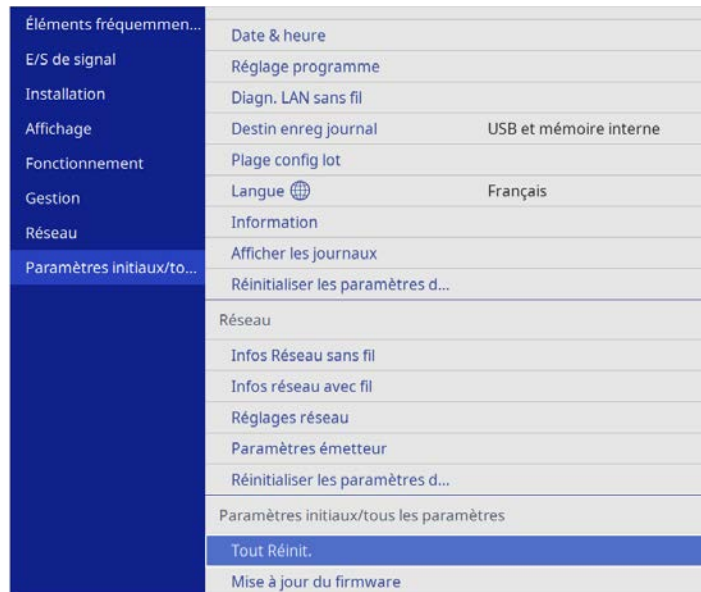 Éléments fréquemmen...
E/S de signal
Installation
Affichage
Fonctionnement
Gestion
Réseau
Paramètres initiaux/to...
Date & heure
Réglage programme
Diagn. LAN sans fil
Destin enreg journal USB et mémoire interne
Plage config lot
Langue Français
Information
Afficher les journaux
Réinitialiser les paramètres d...
Réseau
Infos Réseau sans fil
Infos réseau avec fil
Réglages réseau
Paramètres émetteur
Réinitialiser les paramètres d...
Paramètres initiaux/tous les paramètres
Tout Réinit.
Mise à jour du firmware